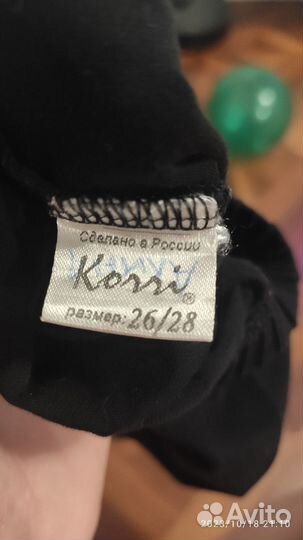 Сделано в России
Korri®
размер: 26/28
2023/10/18 21:10
Avito